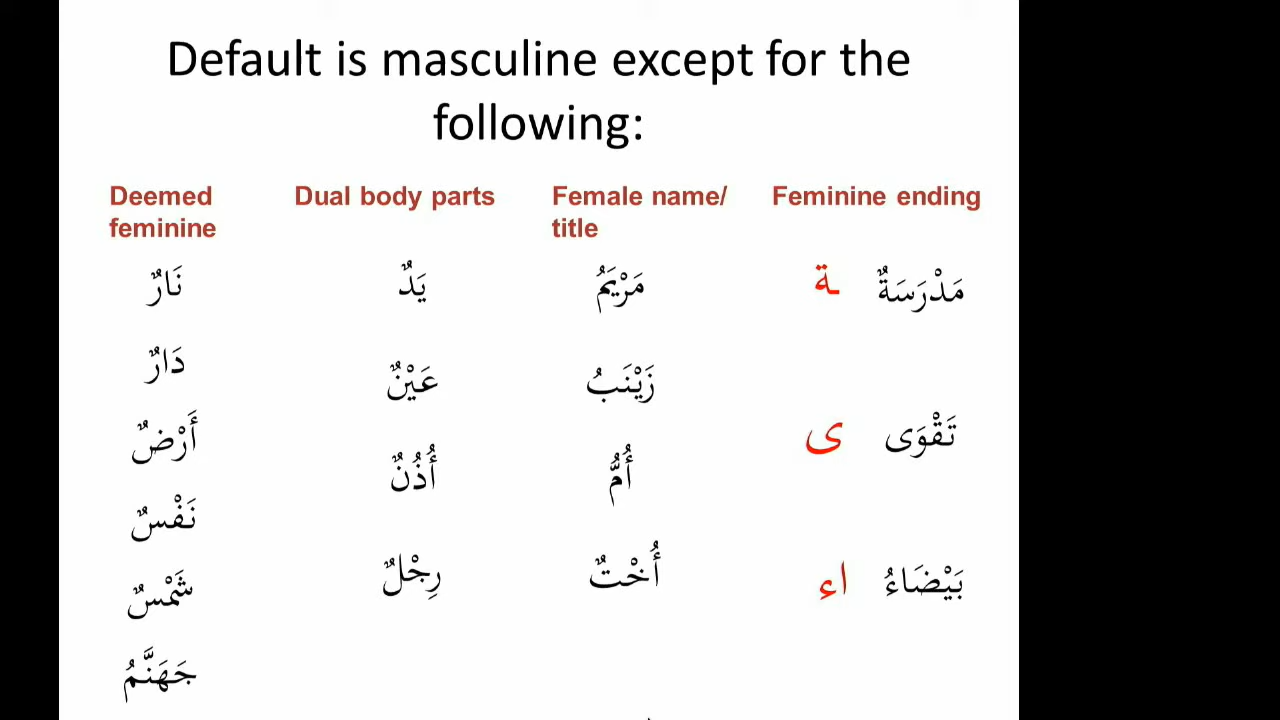 Default is masculine except for the
following:
Deemed
feminine
Dual body parts
Female name/
title
Feminine ending
نَارٌ
دَارٌ
أَرْضٌ
نَفْسٌ
شَمْسٌ
جَهَنَّمُ
يَدٌ
عَيْنٌ
أُذُنٌ
رِجْلٌ
مَرْيَمُ
زَيْنَبُ
أُمٌّ
أُخْتٌ
مَدْرَسَةٌ ـة
تَقْوَى ى
بَيْضَاءُ اء